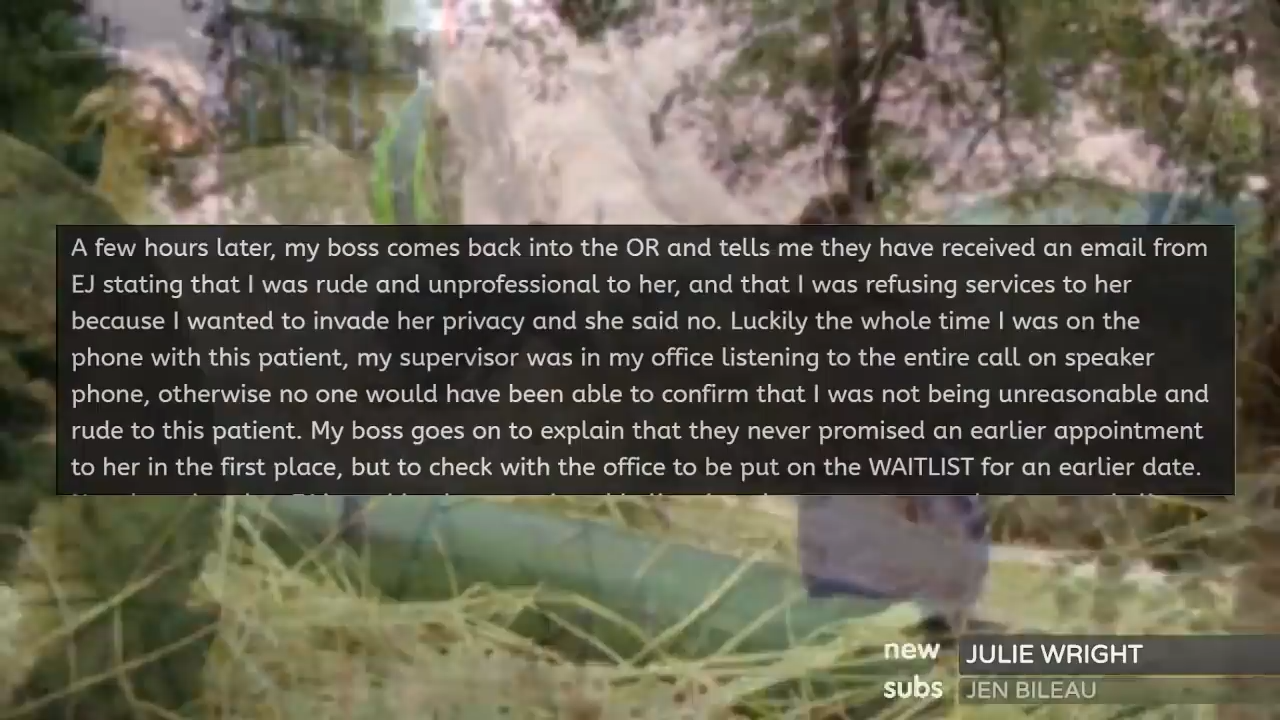 A few hours later, my boss comes back into the OR and tells me they have received an email from
EJ stating that I was rude and unprofessional to her, and that I was refusing services to her
because I wanted to invade her privacy and she said no. Luckily the whole time I was on the
phone with this patient, my supervisor was in my office listening to the entire call on speaker
phone, otherwise no one would have been able to confirm that I was not being unreasonable and
rude to this patient. My boss goes on to explain that they never promised an earlier appointment
to her in the first place, but to check with the office to be put on the WAITLIST for an earlier date.
new
JULIE WRIGHT
subs
JEN BILEAU